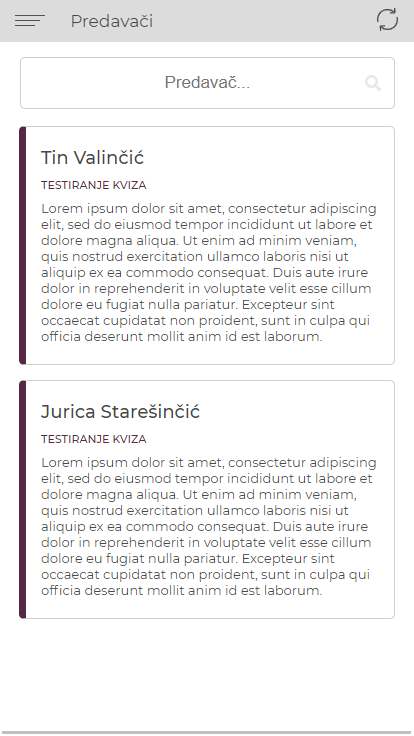 Predavači
Predavač...
Tin Valinčić
TESTIRANJE KVIZA
Lorem ipsum dolor sit amet, consectetur adipiscing
elit, sed do eiusmod tempor incididunt ut labore et
dolore magna aliqua. Ut enim ad minim veniam,
quis nostrud exercitation ullamco laboris nisi ut
aliquip ex ea commodo consequat. Duis aute irure
dolor in reprehenderit in voluptate velit esse cillum
dolore eu fugiat nulla pariatur. Excepteur sint
occaecat cupidatat non proident, sunt in culpa qui
officia deserunt mollit anim id est laborum.
Jurica Starešinčić
TESTIRANJE KVIZA
Lorem ipsum dolor sit amet, consectetur adipiscing
elit, sed do eiusmod tempor incididunt ut labore et
dolore magna aliqua. Ut enim ad minim veniam,
quis nostrud exercitation ullamco laboris nisi ut
aliquip ex ea commodo consequat. Duis aute irure
dolor in reprehenderit in voluptate velit esse cillum
dolore eu fugiat nulla pariatur. Excepteur sint
occaecat cupidatat non proident, sunt in culpa qui
officia deserunt mollit anim id est laborum.